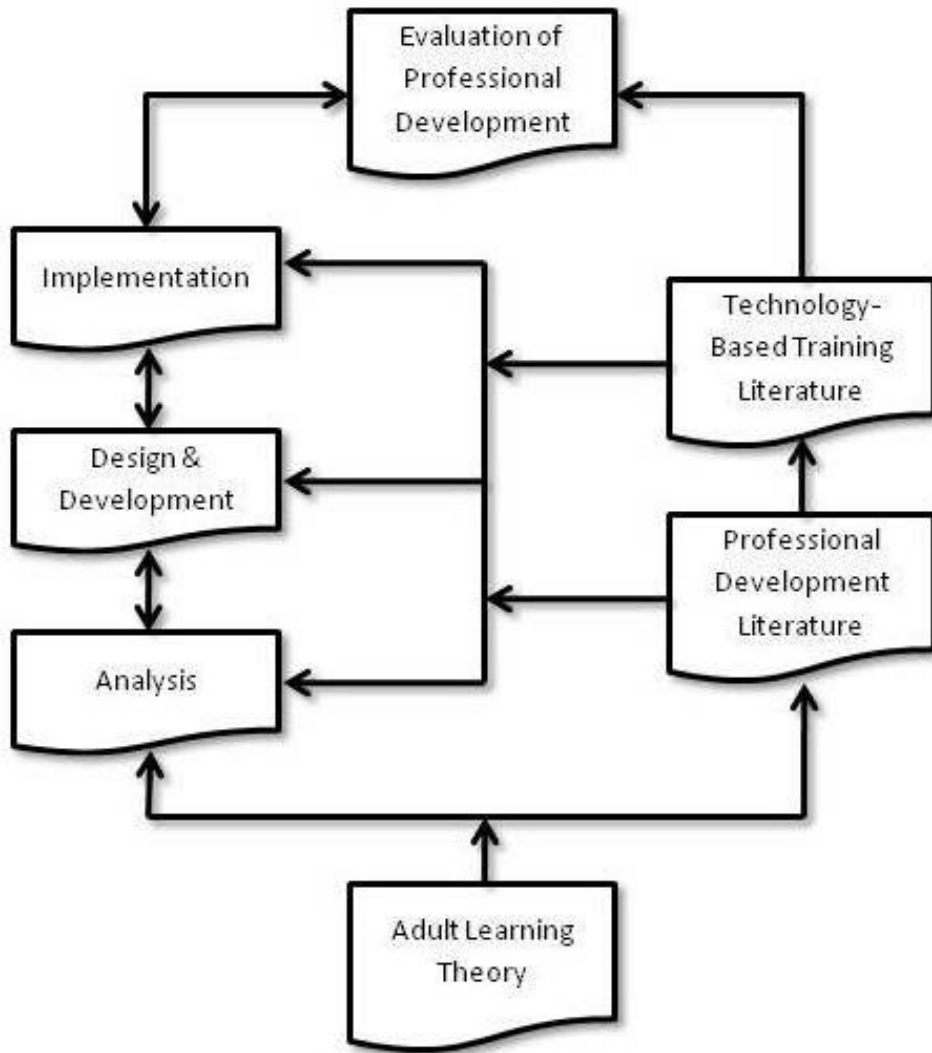 Evaluation of
Professional
Development
Implementation
Technology-
Based Training
Literature
Design &
Development
Professional
Development
Literature
Analysis
Adult Learning
Theory